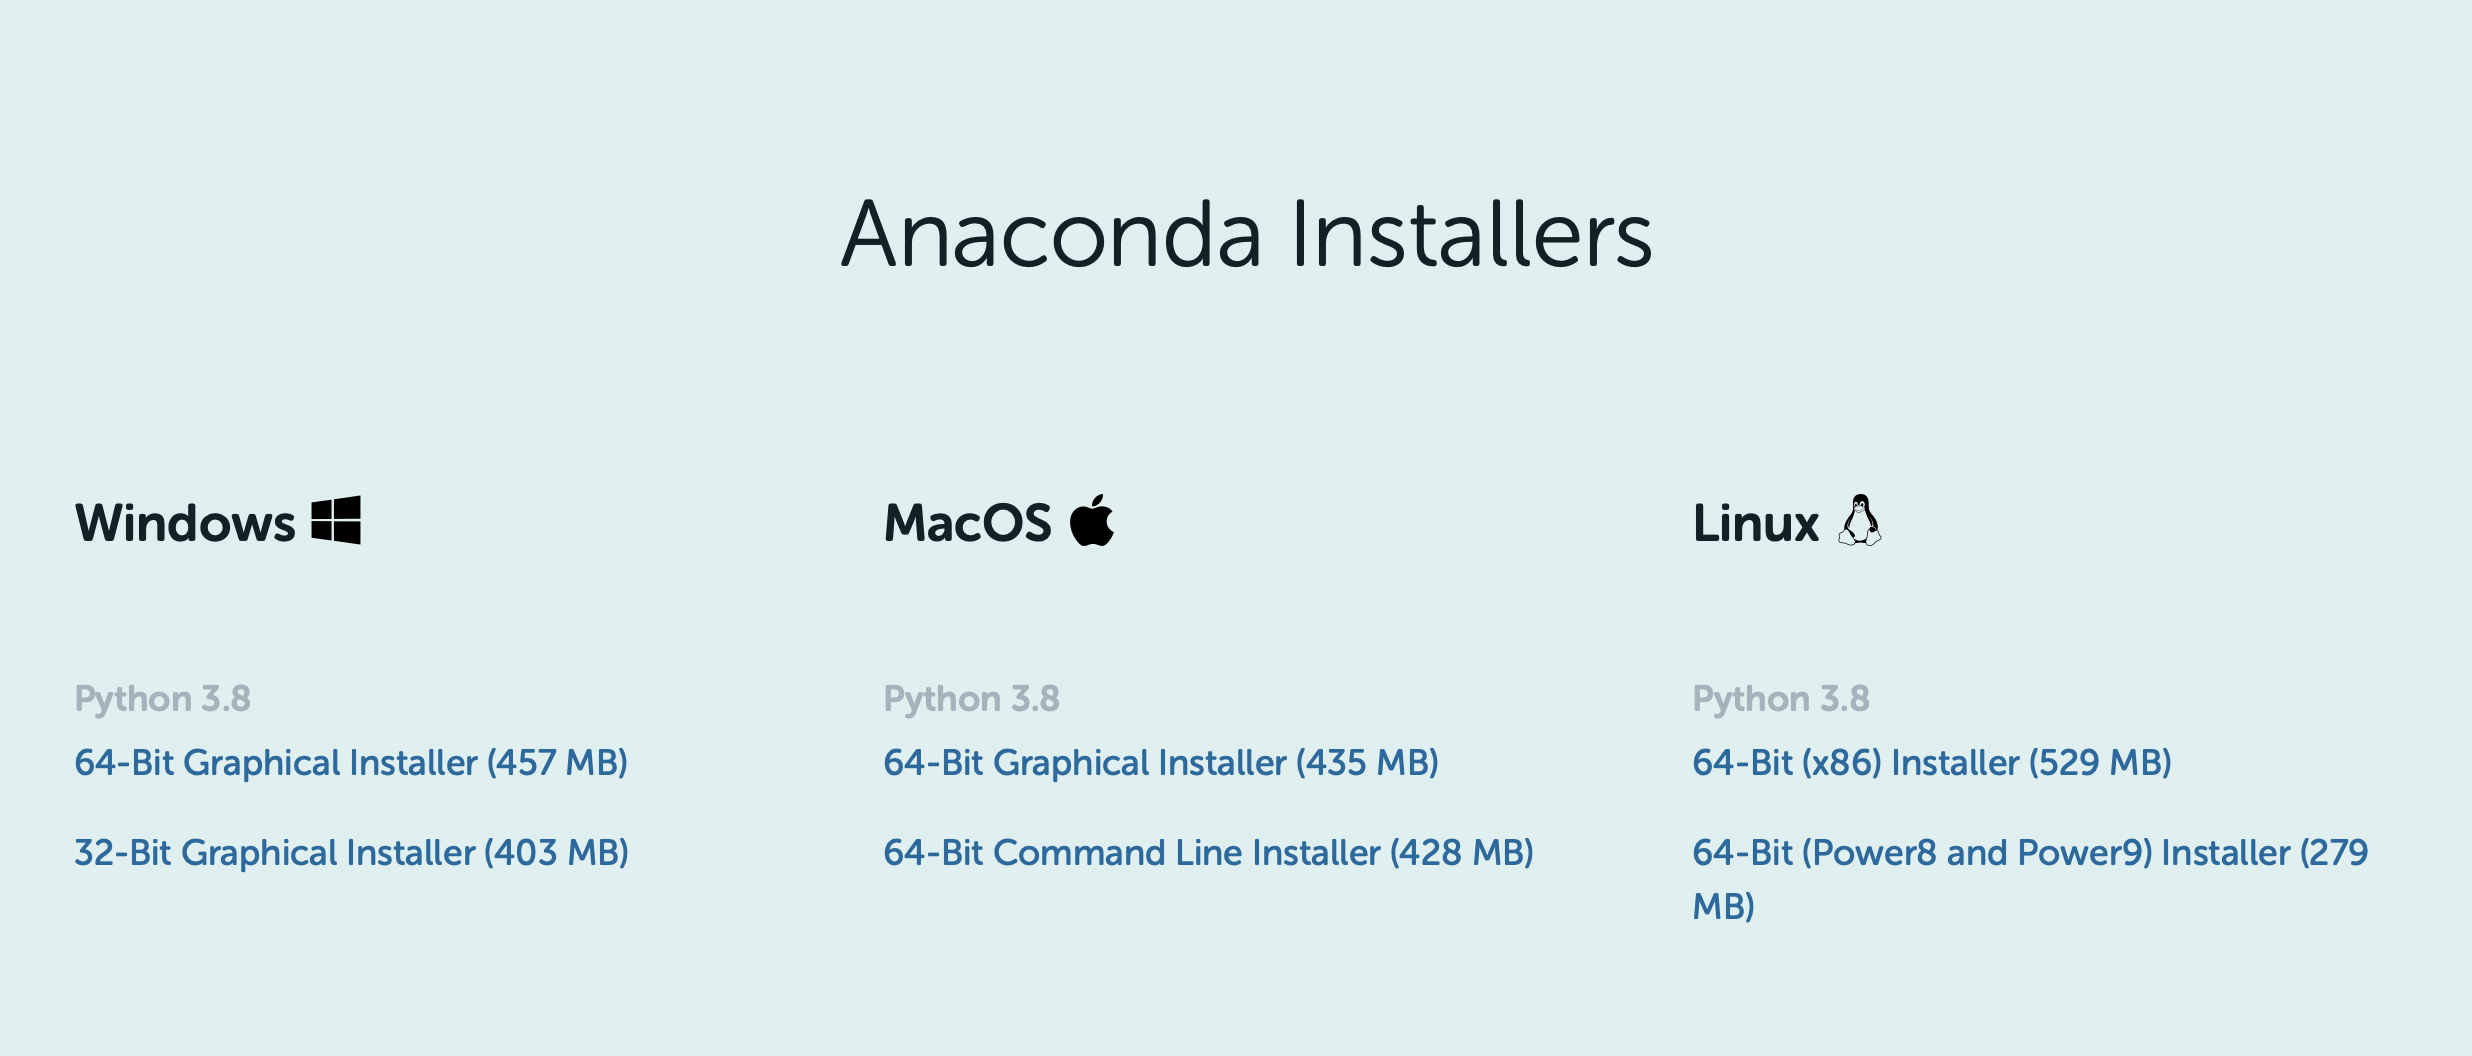 Anaconda Installers
Windows
MacOS
Linux
Python 3.8
64-Bit Graphical Installer (457 MB)
32-Bit Graphical Installer (403 MB)
Python 3.8
64-Bit Graphical Installer (435 MB)
64-Bit Command Line Installer (428 MB)
Python 3.8
64-Bit (x86) Installer (529 MB)
64-Bit (Power8 and Power9) Installer (279
MB)